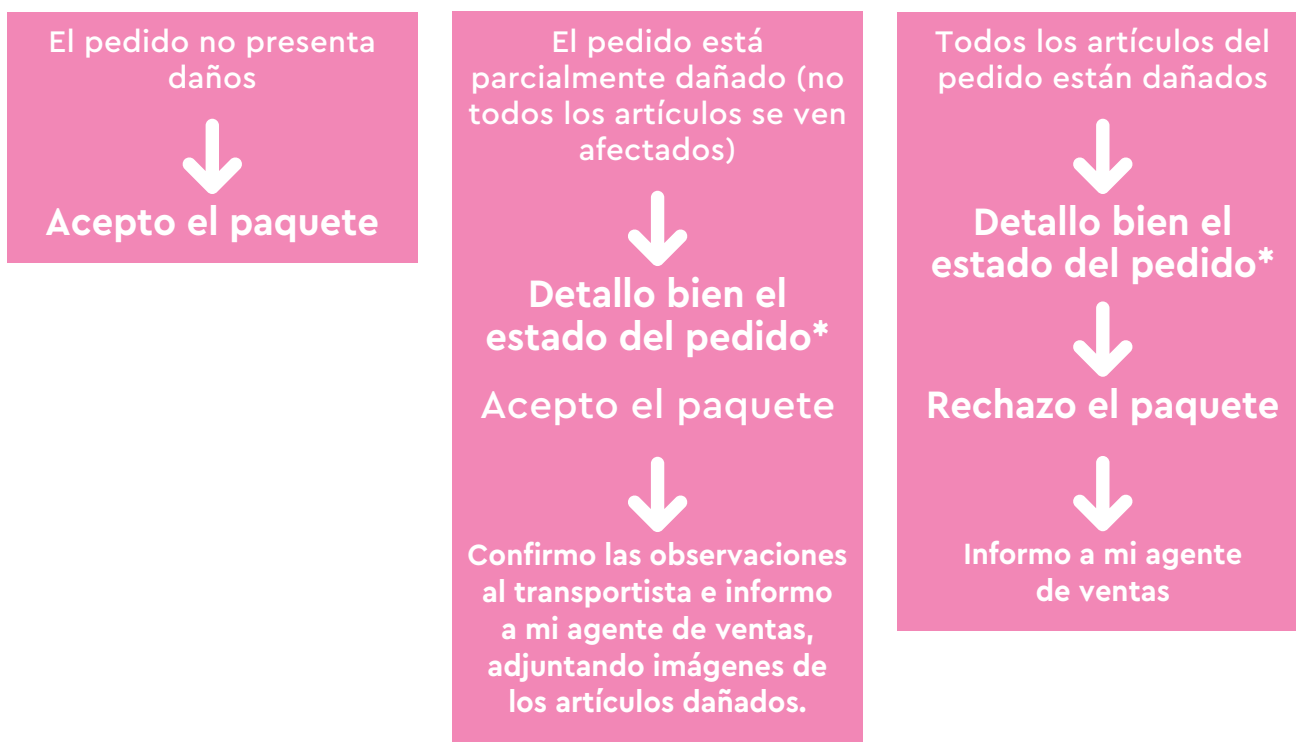 El pedido no presenta
daños
Acepto el paquete
El pedido está
parcialmente dañado (no
todos los artículos se ven
afectados)
Detallo bien el
estado del pedido*
Acepto el paquete
Confirmo las observaciones
al transportista e informo
a mi agente de ventas,
adjuntando imágenes de
los artículos dañados.
Todos los artículos del
pedido están dañados
Detallo bien el
estado del pedido*
Rechazo el paquete
Informo a mi agente
de ventas